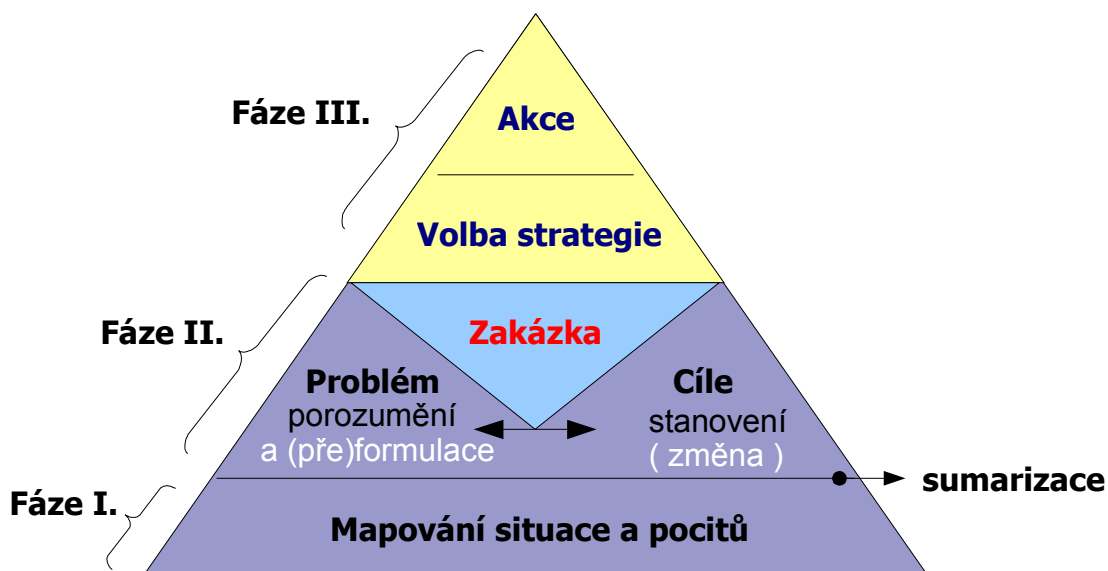 Fáze III.
Akce
Volba strategie
Fáze II.
Zakázka
Problém
porozumění
a (pře)formulace
Cíle
stanovení
( změna )
sumarizace
Fáze I.
Mapování situace a pocitů